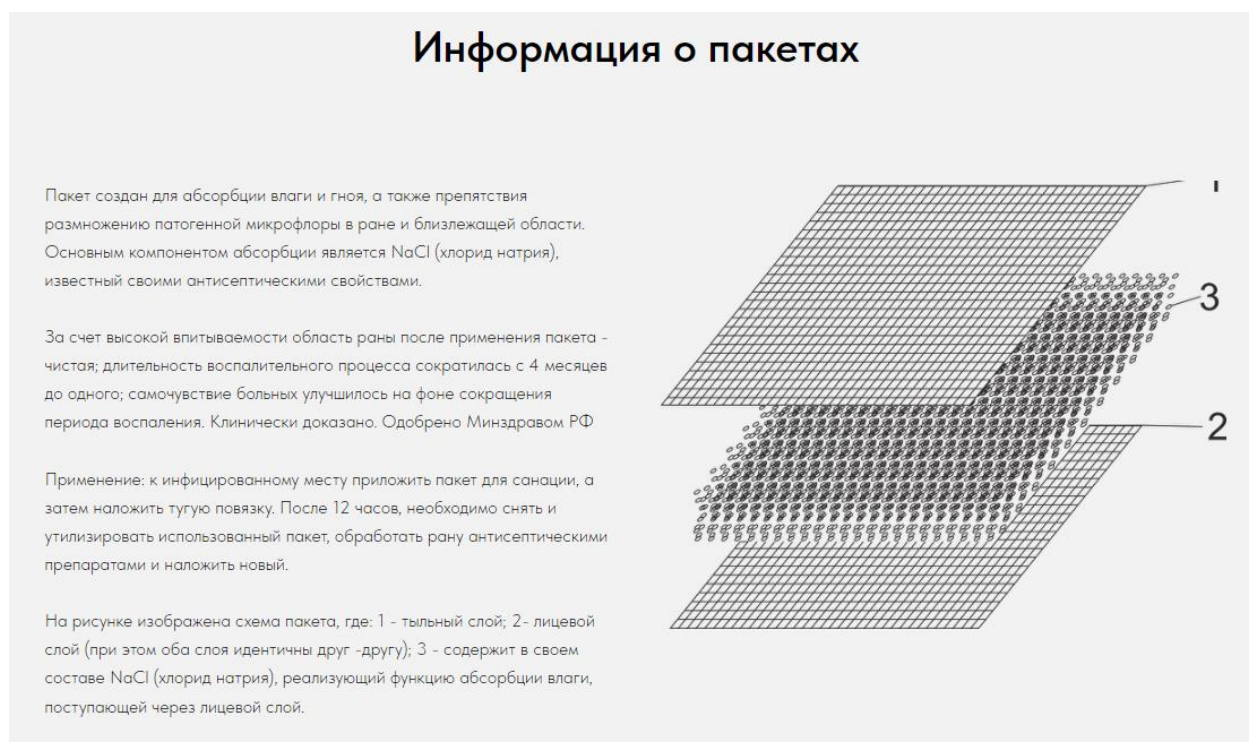 Информация о пакетах
Пакет создан для абсорбции влаги и гноя, а также препятствия
размножению патогенной микрофлоры в ране и близлежащей области.
Основным компонентом абсорбции является NaCl (хлорид натрия),
известный своими антисептическими свойствами.
За счет высокой впитываемости область раны после применения пакета -
чистая; длительность воспалительного процесса сократилась с 4 месяцев
до одного; самочувствие больных улучшилось на фоне сокращения
периода воспаления. Клинически доказано. Одобрено Минздравом РФ
Применение: к инфицированному месту приложить пакет для санации, а
затем наложить тугую повязку. После 12 часов, необходимо снять и
утилизировать использованный пакет, обработать рану антисептическими
препаратами и наложить новый.
На рисунке изображена схема пакета, где: 1 - тыльный слой; 2- лицевой
слой (при этом оба слоя идентичны друг -другу); 3 - содержит в своем
составе NaCl (хлорид натрия), реализующий функцию абсорбции влаги,
поступающей через лицевой слой.
1
3
2